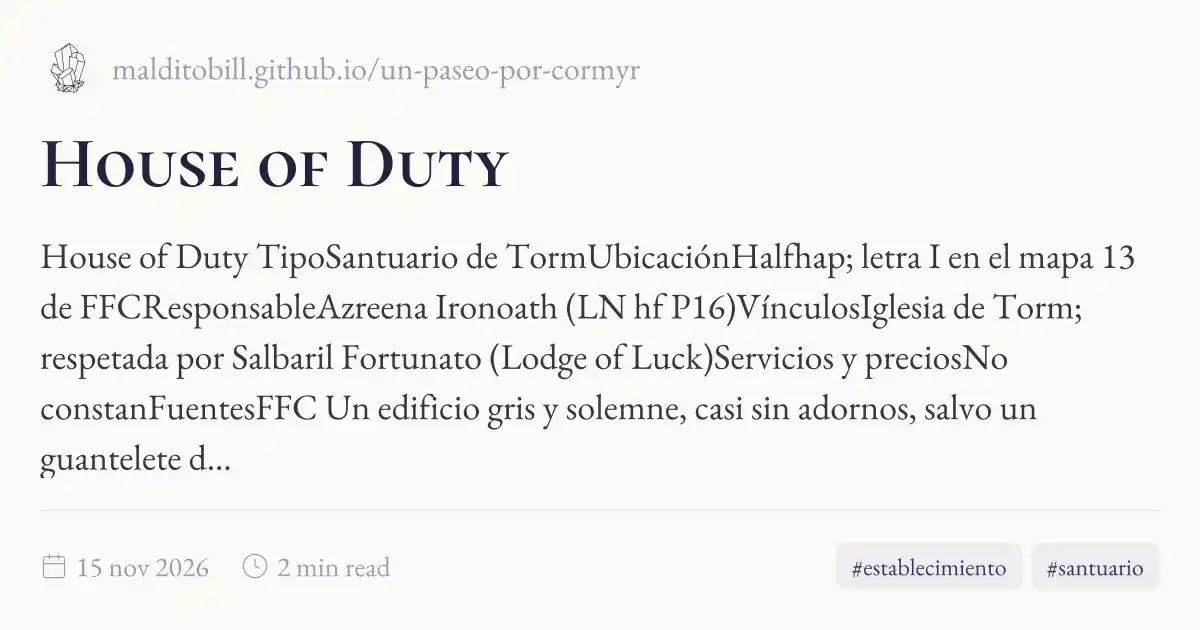 malditobill.github.io/un-paseo-por-cormyr
House of Duty
House of Duty TipoSantuario de TormUbicaciónHalfhap; letra I en el mapa 13
de FFCResponsableAzreena Ironoath (LN hf P16)VínculosIglesia de Torm;
respetada por Salbaril Fortunato (Lodge of Luck)Servicios y preciosNo
constanFuentesFFC Un edificio gris y solemne, casi sin adornos, salvo un
guantelete d...
15 nov 2026 2 min read #establecimiento #santuario